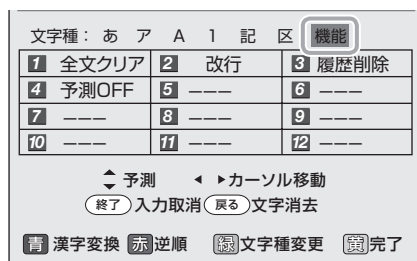 文字種： あ ア A 1 記 区 機能
1 全文クリア 2 改行 3 履歴削除
4 予測OFF 5 −−− 6 −−−
7 −−− 8 −−− 9 −−−
10 −−− 11 −−− 12 −−−
予測 カーソル移動
終了 入力取消 戻る 文字消去
青 漢字変換 赤 逆順 緑 文字種変更 黄 完了